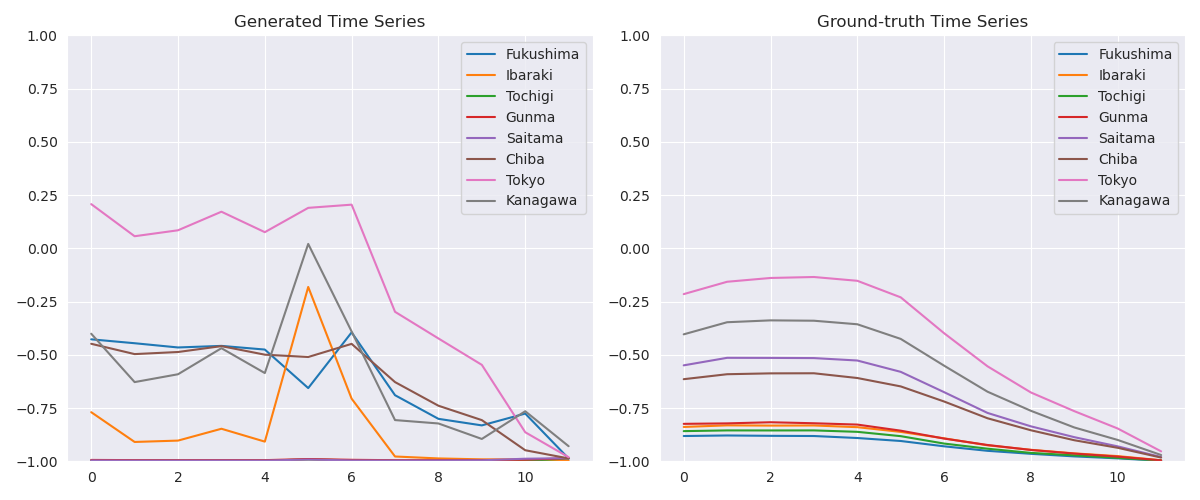 Generated Time Series
1.00
0.75
0.50
0.25
0.00
−0.25
−0.50
−0.75
−1.00
0 2 4 6 8 10
Fukushima
Ibaraki
Tochigi
Gunma
Saitama
Chiba
Tokyo
Kanagawa
Ground-truth Time Series
1.00
0.75
0.50
0.25
0.00
−0.25
−0.50
−0.75
−1.00
0 2 4 6 8 10
Fukushima
Ibaraki
Tochigi
Gunma
Saitama
Chiba
Tokyo
Kanagawa